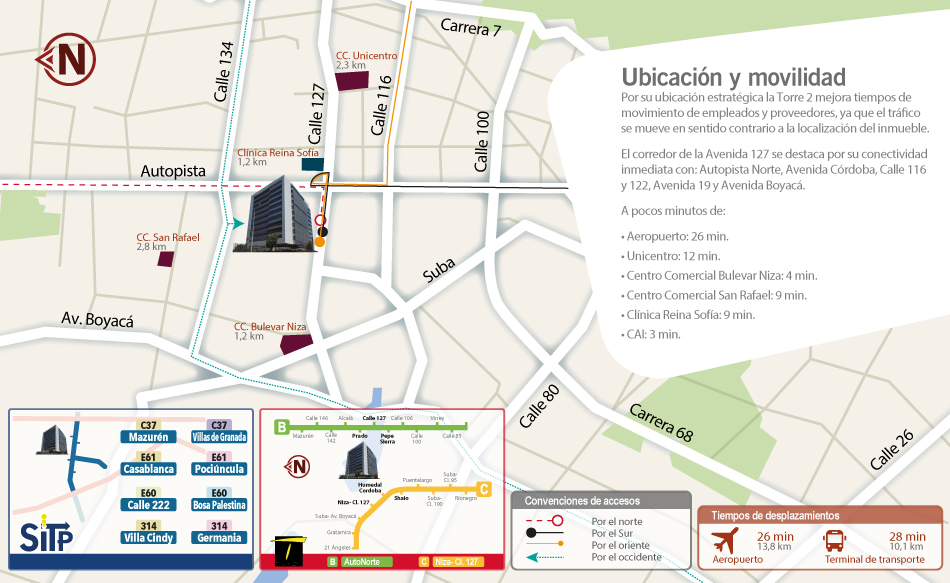 N
Calle 134
Carrera 7
CC. Unicentro
2,3 km
Calle 127
Calle 116
Calle 100
Clínica Reina Sofía
1,2 km
Autopista
CC. San Rafael
2,8 km
Suba
Av. Boyacá
CC. Bulevar Niza
1,2 km
Calle 80
Carrera 68
Calle 26
Ubicación y movilidad
Por su ubicación estratégica la Torre 2 mejora tiempos de
movimiento de empleados y proveedores, ya que el tráfico
se mueve en sentido contrario a la localización del inmueble.
El corredor de la Avenida 127 se destaca por su conectividad
inmediata con: Autopista Norte, Avenida Córdoba, Calle 116
y 122, Avenida 19 y Avenida Boyacá.
A pocos minutos de:
• Aeropuerto: 26 min.
• Unicentro: 12 min.
• Centro Comercial Bulevar Niza: 4 min.
• Centro Comercial San Rafael: 9 min.
• Clínica Reina Sofía: 9 min.
• CAI: 3 min.
C37
Mazurén
C37
Villas de Granada
E61
Casablanca
E61
Pociúncula
E60
Calle 222
E60
Bosa Palestina
314
Villa Cindy
314
Germania
SiTP
B
Calle 146
Alcalá
Calle 127
Calle 106
Virrey
Mazurén
Calle 142
Prado
Pepe Sierra
Calle 100
Calle 85
N
Suba-
Cl. 95
Puentelargo
Homedal
Cordoba
C
Niza- Cl. 127
Shaio
Suba-
Cl. 100
Rionegro
Suba- Av. Boyacá
Gratamira
21 Ángeles
B AutoNorte
C Niza- Cl. 127
Convenciones de accesos
Por el norte
Por el Sur
Por el oriente
Por el occidente
Tiempos de desplazamientos
26 min
13,8 km
Aeropuerto
28 min
10,1 km
Terminal de transporte